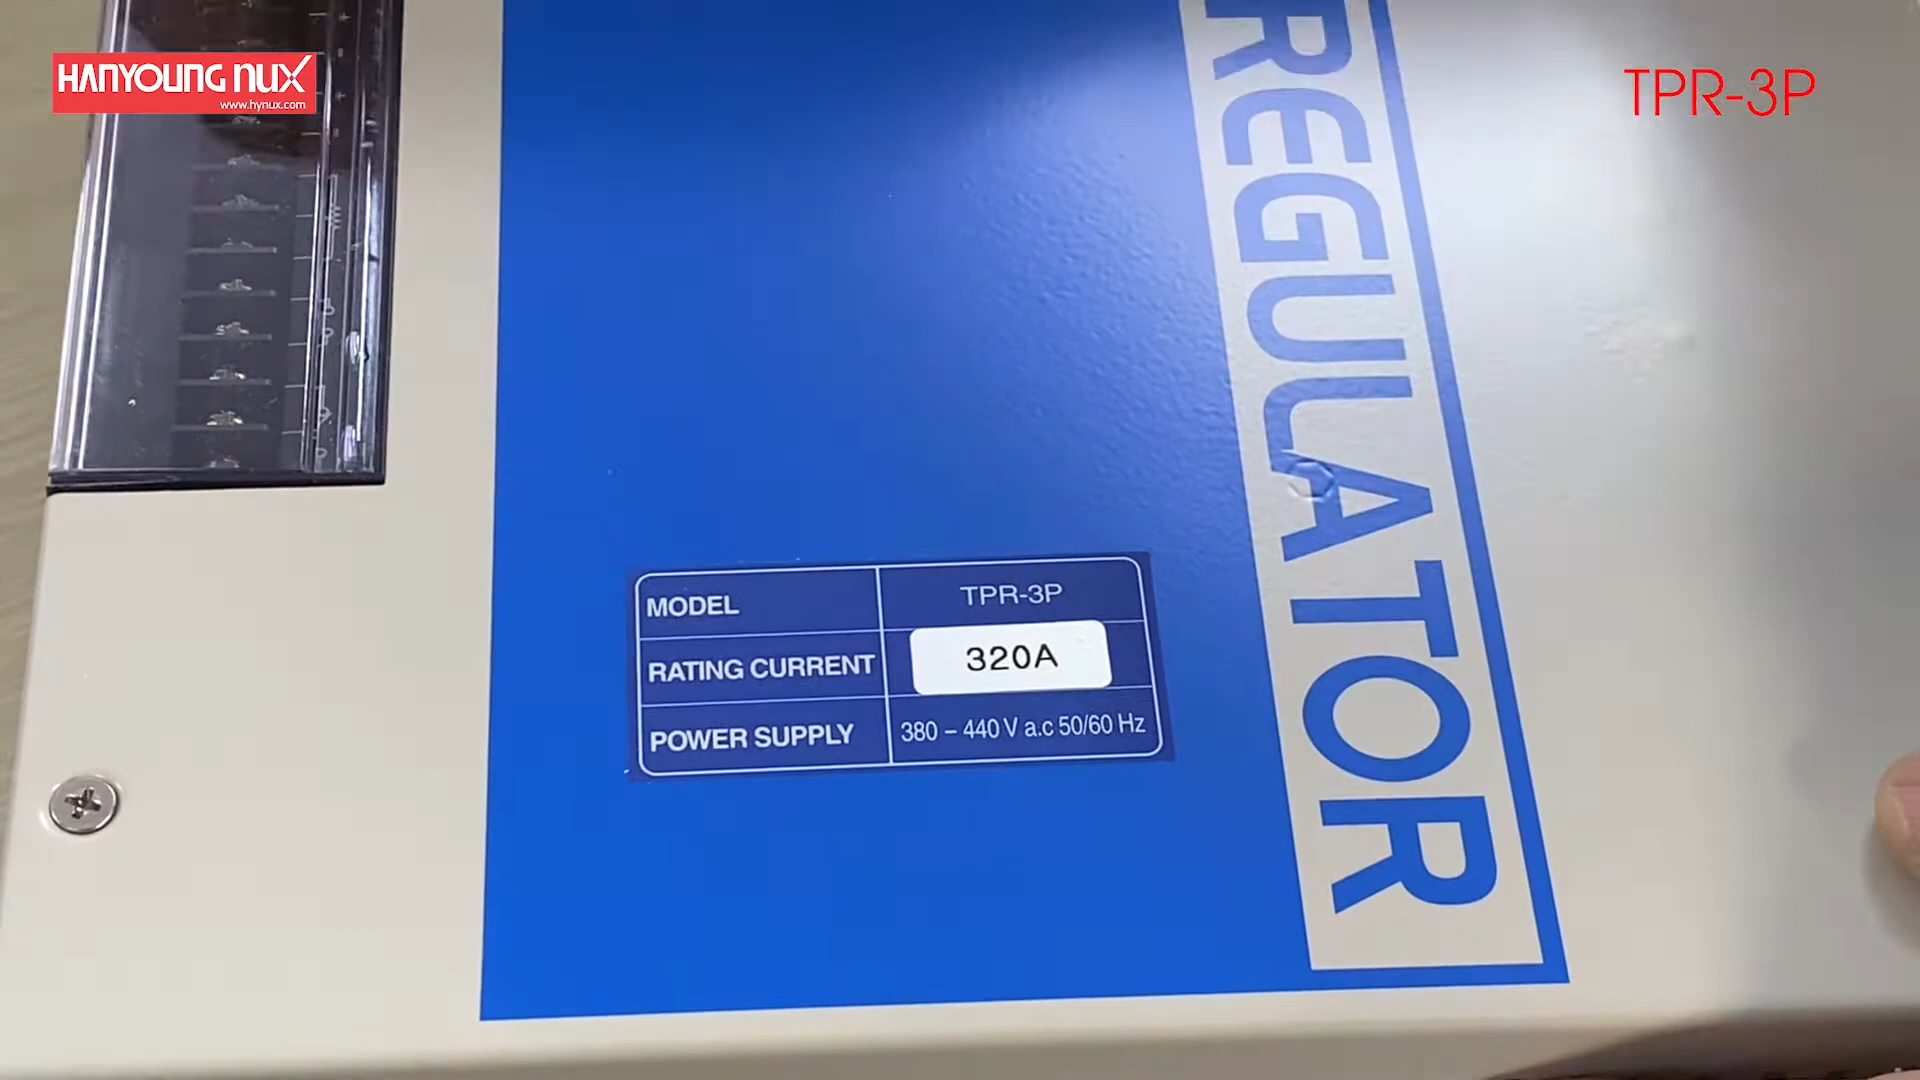 HANYOUNG NUX
www.hynux.com
TPR-3P
REGULATOR
MODEL TPR-3P
RATING CURRENT 320A
POWER SUPPLY 380 – 440 V a.c 50/60 Hz